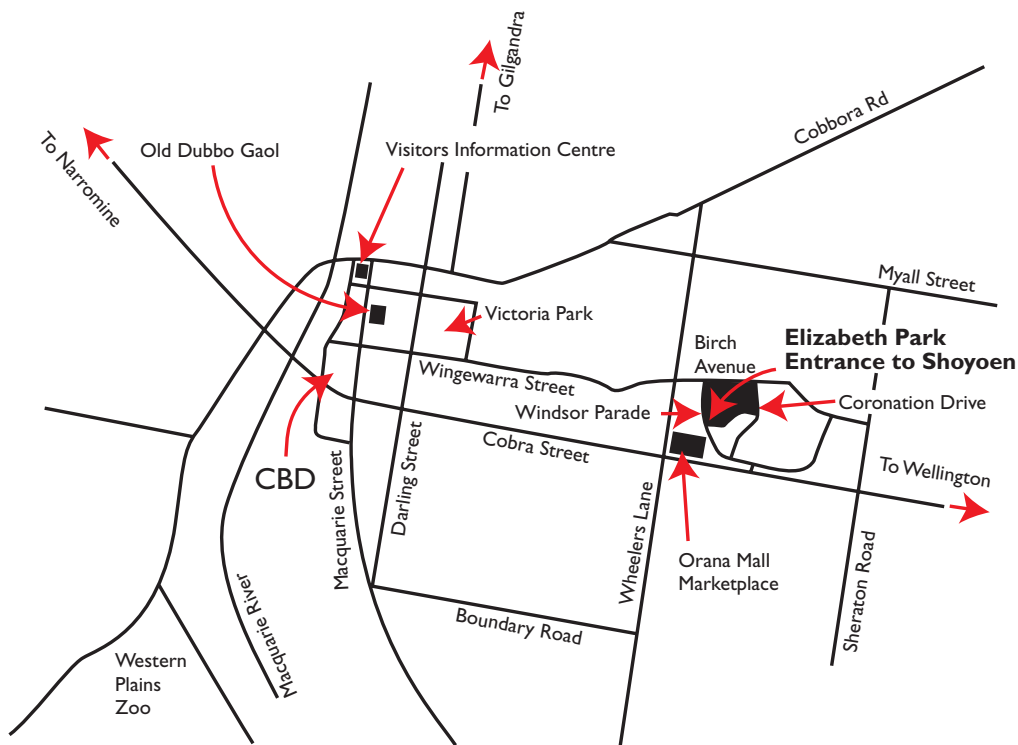 To Gilgandra
Cobbora Rd
To Narromine
Old Dubbo Gaol
Visitors Information Centre
Myall Street
Victoria Park
Birch
Avenue
Elizabeth Park
Entrance to Shoyoen
Wingewarra Street
Windsor Parade
Coronation Drive
Cobra Street
CBD
To Wellington
Macquarie Street
Darling Street
Wheelers Lane
Orana Mall
Marketplace
Sheraton Road
Boundary Road
Macquarie River
Western
Plains
Zoo